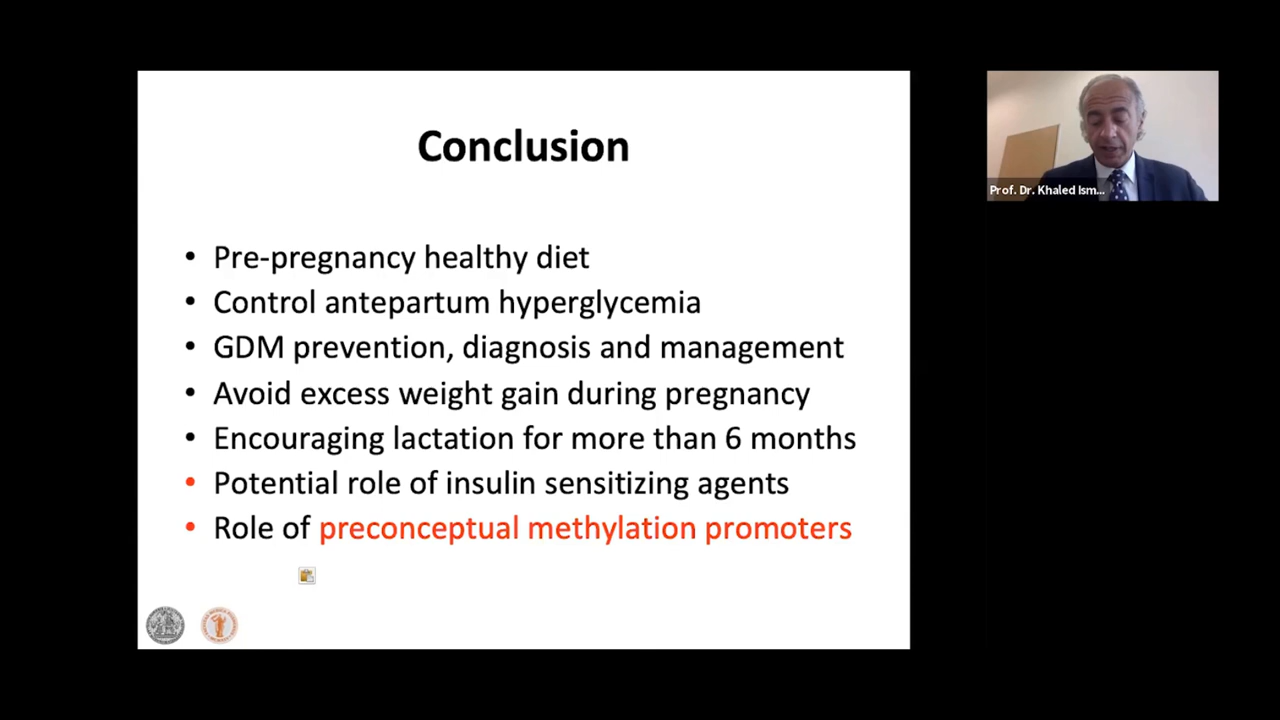 Conclusion
• Pre-pregnancy healthy diet
• Control antepartum hyperglycemia
• GDM prevention, diagnosis and management
• Avoid excess weight gain during pregnancy
• Encouraging lactation for more than 6 months
• Potential role of insulin sensitizing agents
• Role of preconceptual methylation promoters
Prof. Dr. Khaled Ism...